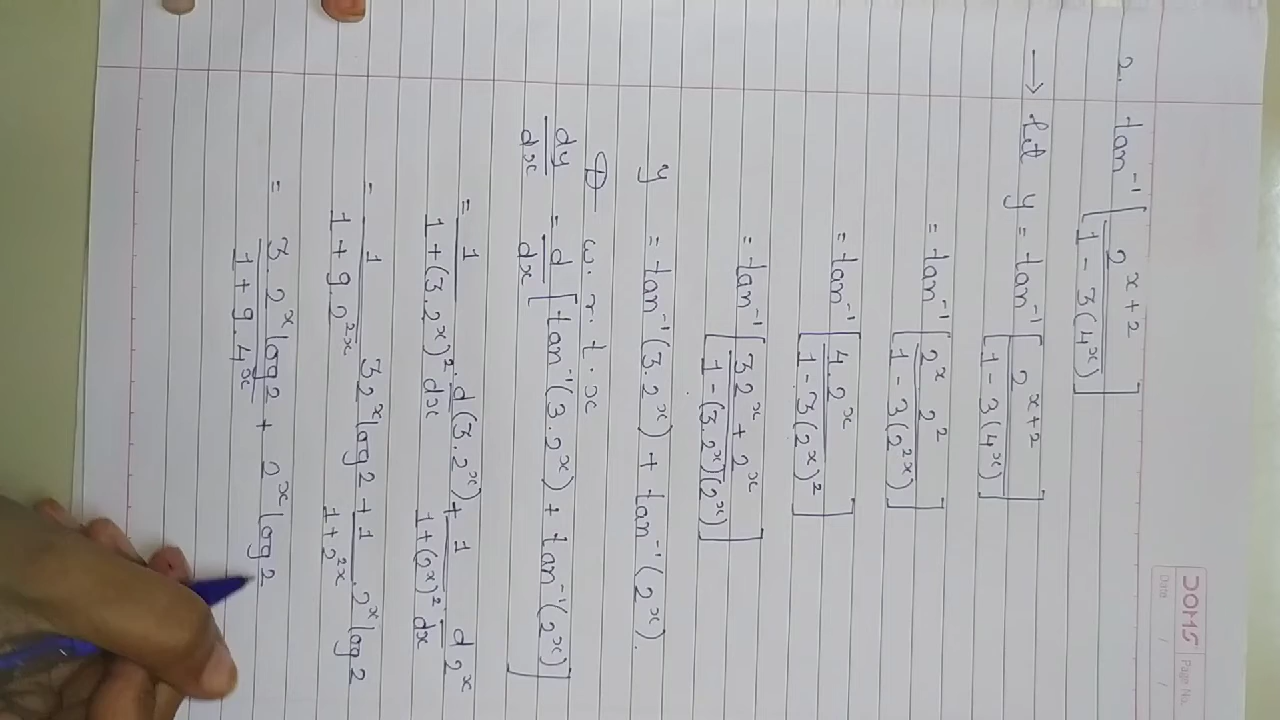 DOMS
Page No.
Date / /
2. tan⁻¹ [2^(x+2) / 1 - 3(4^x)]
→ Let y = tan⁻¹ [2^(x+2) / 1 - 3(4^x)]
= tan⁻¹ [2^x 2² / 1 - 3(2^(2x))]
= tan⁻¹ [4.2^x / 1 - 3(2^x)²]
= tan⁻¹ [3 2^x + 2^x / 1 - (3.2^x)(2^x)]
y = tan⁻¹(3.2^x) + tan⁻¹(2^x).
D w.r.t.x
dy/dx = d/dx [tan⁻¹(3.2^x) + tan⁻¹(2^x)]
= 1/1+(3.2^x)² . d/dx (3.2^x) + 1/1+(2^x)² d/dx 2^x
= 1/1+9.2^(2x) 3 2^x log 2 + 1/1+2^(2x) . 2^x log 2
= 3.2^x log 2 / 1+9.4^x + 2^x log 2